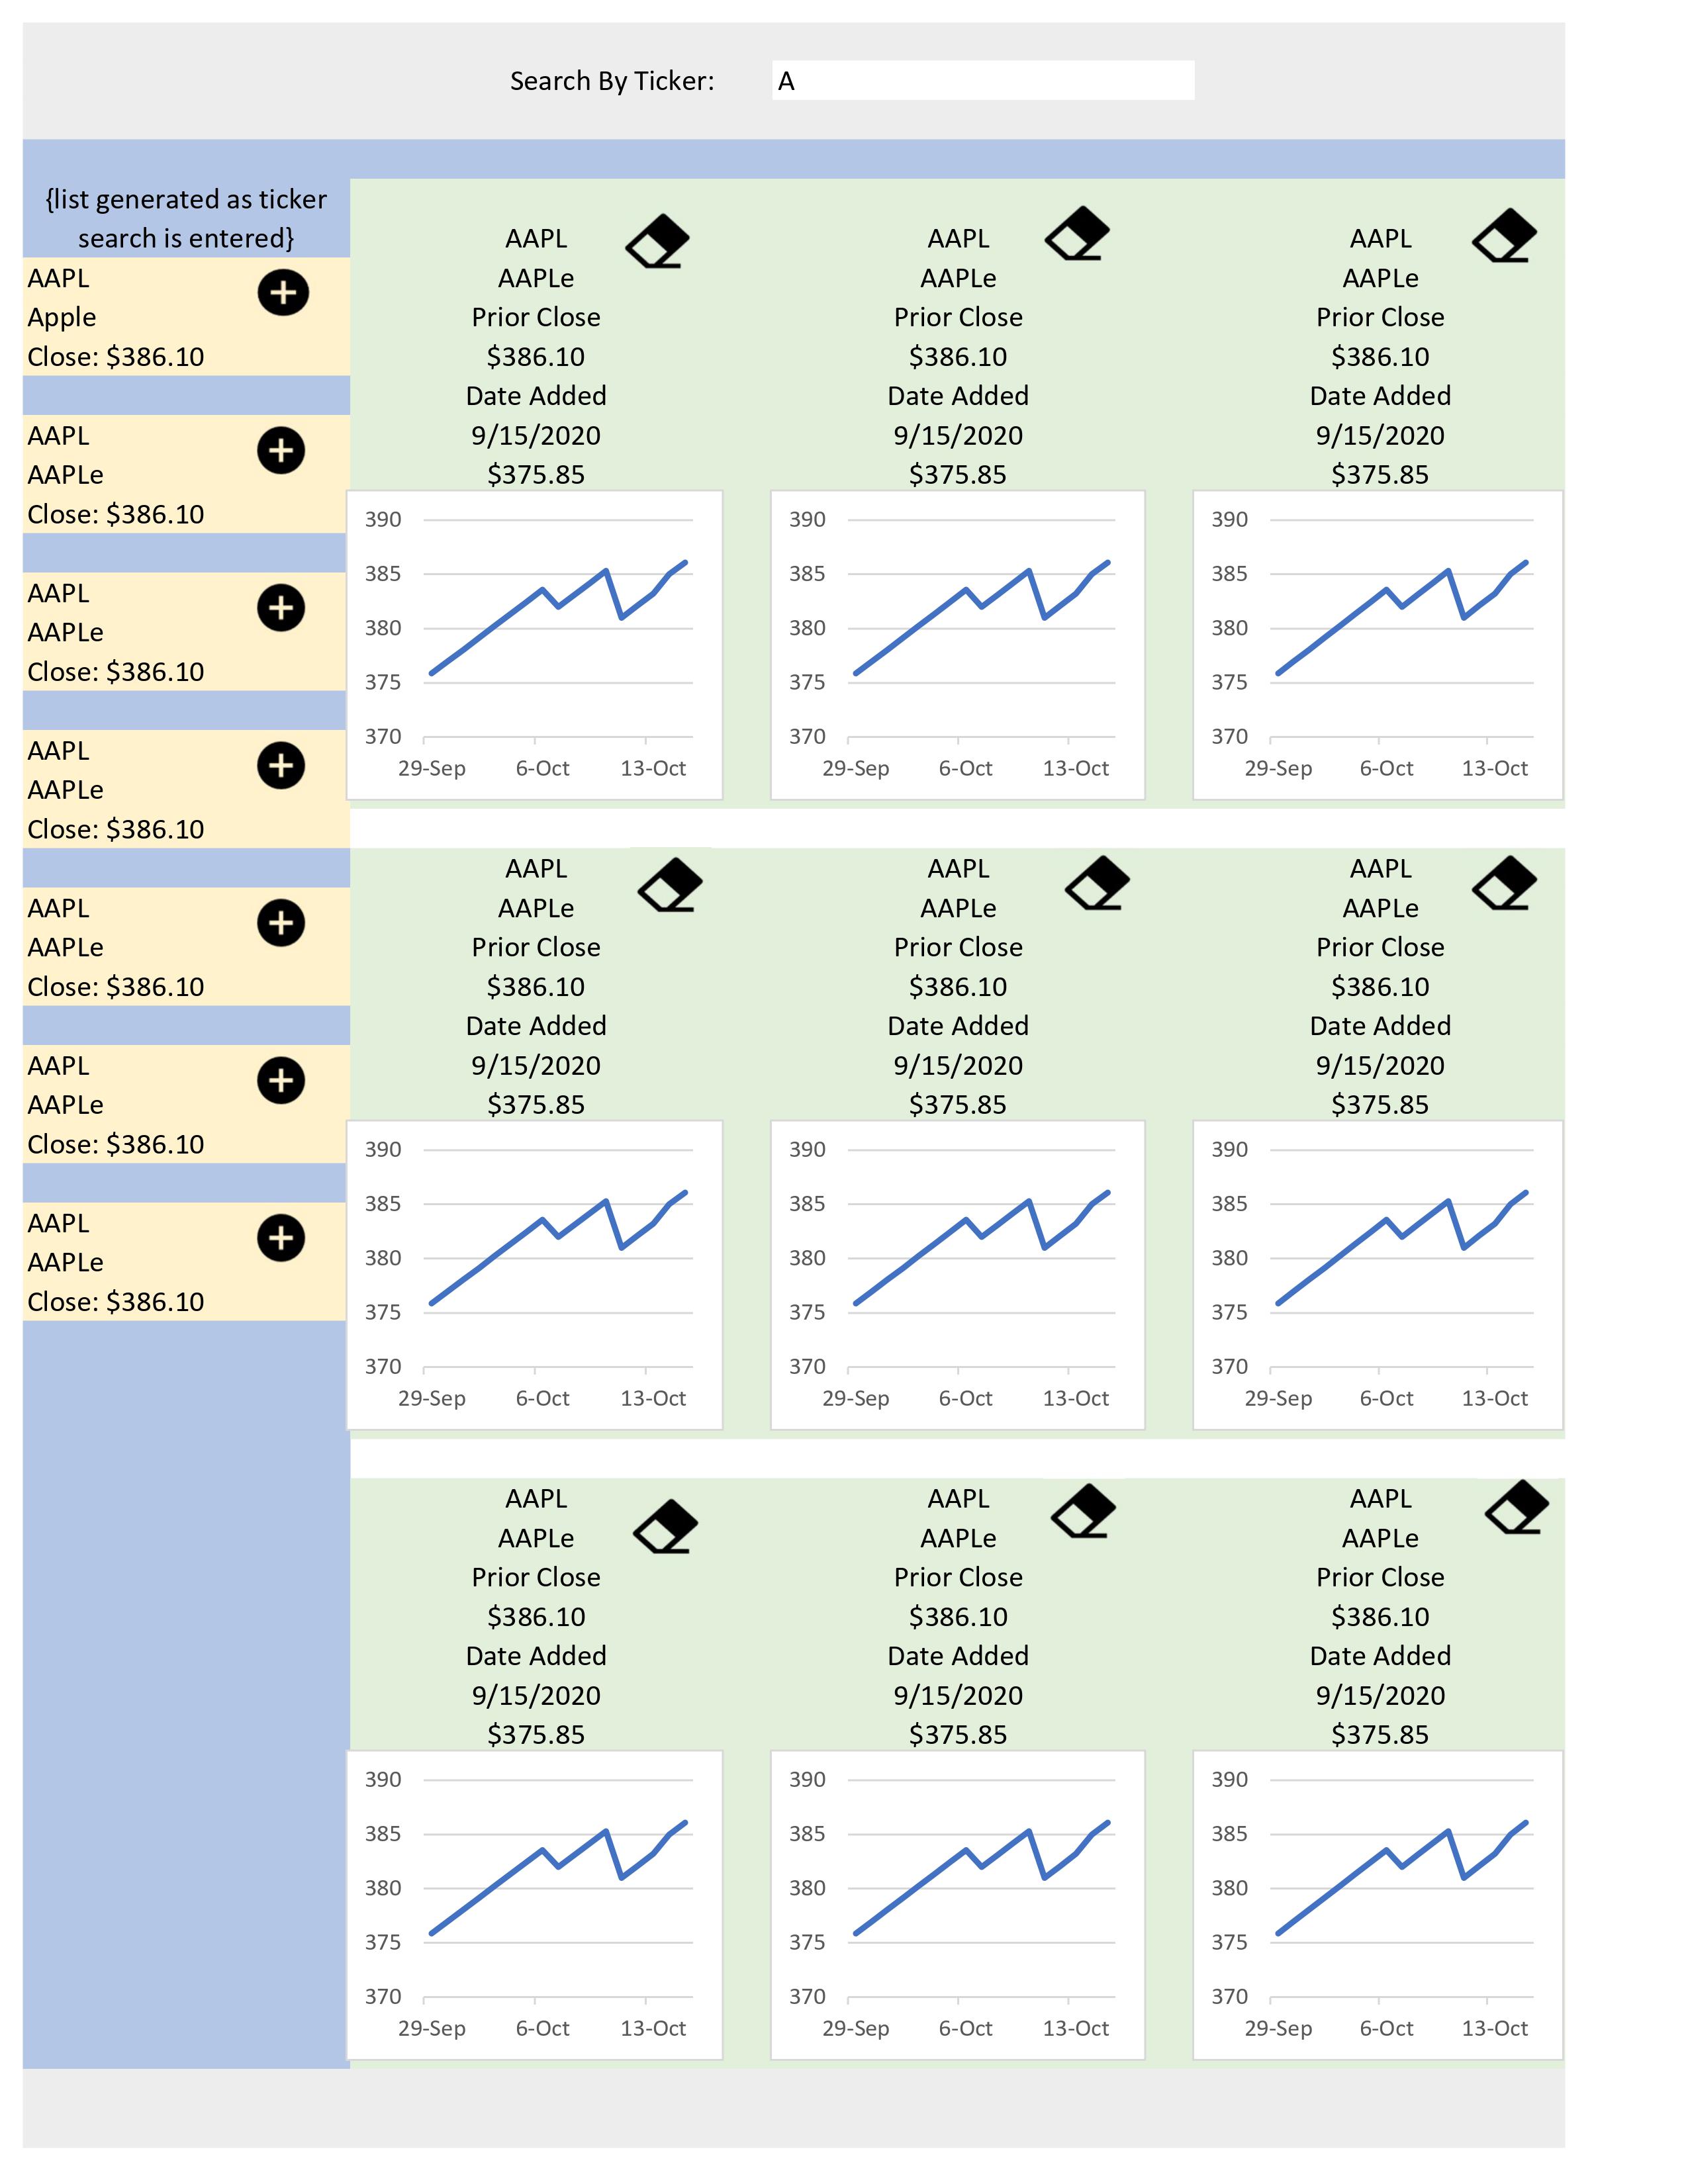 Search By Ticker: A
{list generated as ticker
search is entered}
AAPL
Apple
Close: $386.10
AAPL
AAPLe
Close: $386.10
AAPL
AAPLe
Close: $386.10
AAPL
AAPLe
Close: $386.10
AAPL
AAPLe
Close: $386.10
AAPL
AAPLe
Close: $386.10
AAPL
AAPLe
Close: $386.10
AAPL
AAPLe
Prior Close
$386.10
Date Added
9/15/2020
$375.85
390
385
380
375
370
29-Sep 6-Oct 13-Oct
AAPL
AAPLe
Prior Close
$386.10
Date Added
9/15/2020
$375.85
390
385
380
375
370
29-Sep 6-Oct 13-Oct
AAPL
AAPLe
Prior Close
$386.10
Date Added
9/15/2020
$375.85
390
385
380
375
370
29-Sep 6-Oct 13-Oct
AAPL
AAPLe
Prior Close
$386.10
Date Added
9/15/2020
$375.85
390
385
380
375
370
29-Sep 6-Oct 13-Oct
AAPL
AAPLe
Prior Close
$386.10
Date Added
9/15/2020
$375.85
390
385
380
375
370
29-Sep 6-Oct 13-Oct
AAPL
AAPLe
Prior Close
$386.10
Date Added
9/15/2020
$375.85
390
385
380
375
370
29-Sep 6-Oct 13-Oct
AAPL
AAPLe
Prior Close
$386.10
Date Added
9/15/2020
$375.85
390
385
380
375
370
29-Sep 6-Oct 13-Oct
AAPL
AAPLe
Prior Close
$386.10
Date Added
9/15/2020
$375.85
390
385
380
375
370
29-Sep 6-Oct 13-Oct
AAPL
AAPLe
Prior Close
$386.10
Date Added
9/15/2020
$375.85
390
385
380
375
370
29-Sep 6-Oct 13-Oct